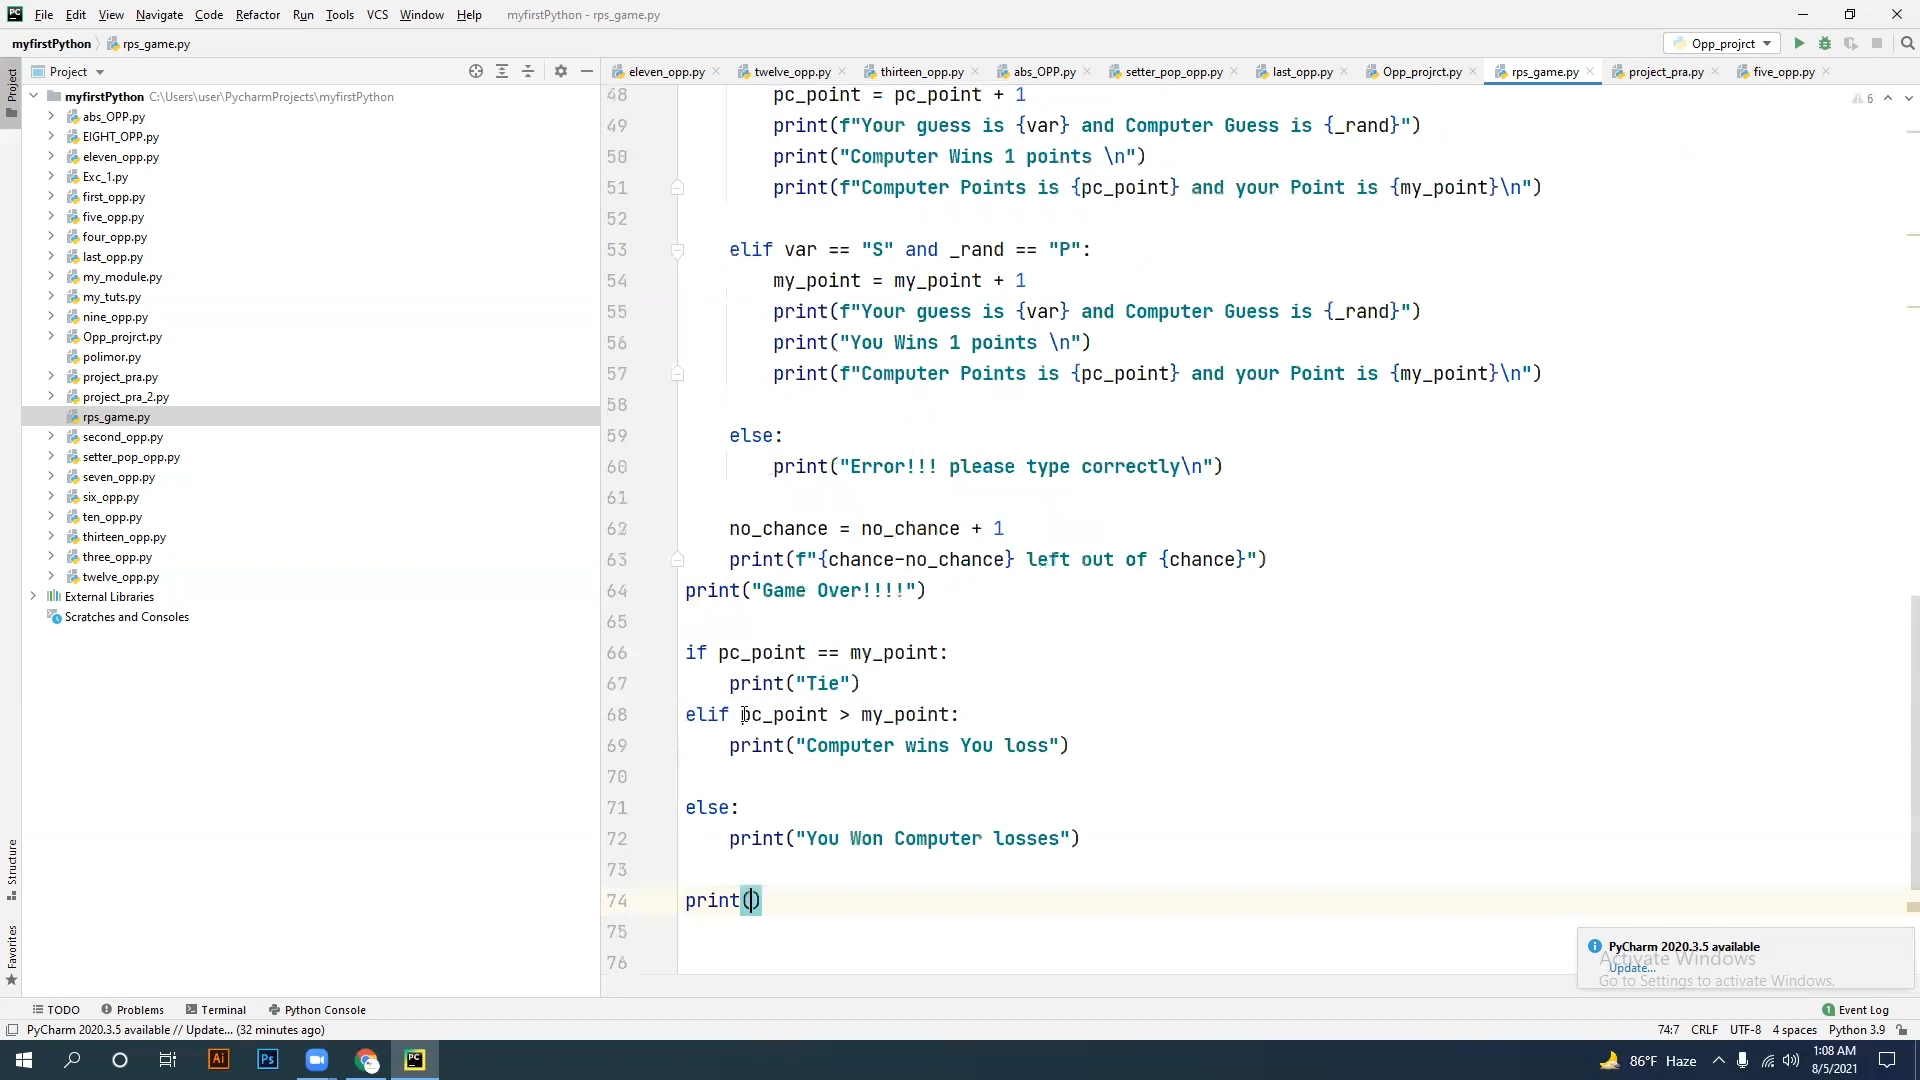 File Edit View Navigate Code Refactor Run Tools VCS Window Help myfirstPython - rps_game.py
myfirstPython rps_game.py Opp_projrct
Project
Project
eleven_opp.py twelve_opp.py thirteen_opp.py abs_OPP.py setter_pop_opp.py last_opp.py Opp_projrct.py rps_game.py project_pra.py five_opp.py
myfirstPython C:\Users\user\PycharmProjects\myfirstPython
abs_OPP.py
EIGHT_OPP.py
eleven_opp.py
Exc_1.py
first_opp.py
five_opp.py
four_opp.py
last_opp.py
my_module.py
my_tuts.py
nine_opp.py
Opp_projrct.py
polimor.py
project_pra.py
project_pra_2.py
rps_game.py
second_opp.py
setter_pop_opp.py
seven_opp.py
six_opp.py
ten_opp.py
thirteen_opp.py
three_opp.py
twelve_opp.py
External Libraries
Scratches and Consoles
Structure
Favorites
6
48 pc_point = pc_point + 1
49 print(f"Your guess is {var} and Computer Guess is {_rand}")
50 print("Computer Wins 1 points \n")
51 print(f"Computer Points is {pc_point} and your Point is {my_point}\n")
52
53 elif var == "S" and _rand == "P":
54 my_point = my_point + 1
55 print(f"Your guess is {var} and Computer Guess is {_rand}")
56 print("You Wins 1 points \n")
57 print(f"Computer Points is {pc_point} and your Point is {my_point}\n")
58
59 else:
60 print("Error!!! please type correctly\n")
61
62 no_chance = no_chance + 1
63 print(f"{chance-no_chance} left out of {chance}")
64 print("Game Over!!!!")
65
66 if pc_point == my_point:
67 print("Tie")
68 elif pc_point > my_point:
69 print("Computer wins You loss")
70
71 else:
72 print("You Won Computer losses")
73
74 print()
75
76
PyCharm 2020.3.5 available
Update...
Activate Windows
Go to Settings to activate Windows.
TODO Problems Terminal Python Console 1 Event Log
PyCharm 2020.3.5 available // Update... (32 minutes ago) 74:7 CRLF UTF-8 4 spaces Python 3.9
Ai Ps PC 86°F Haze 1:08 AM
8/5/2021